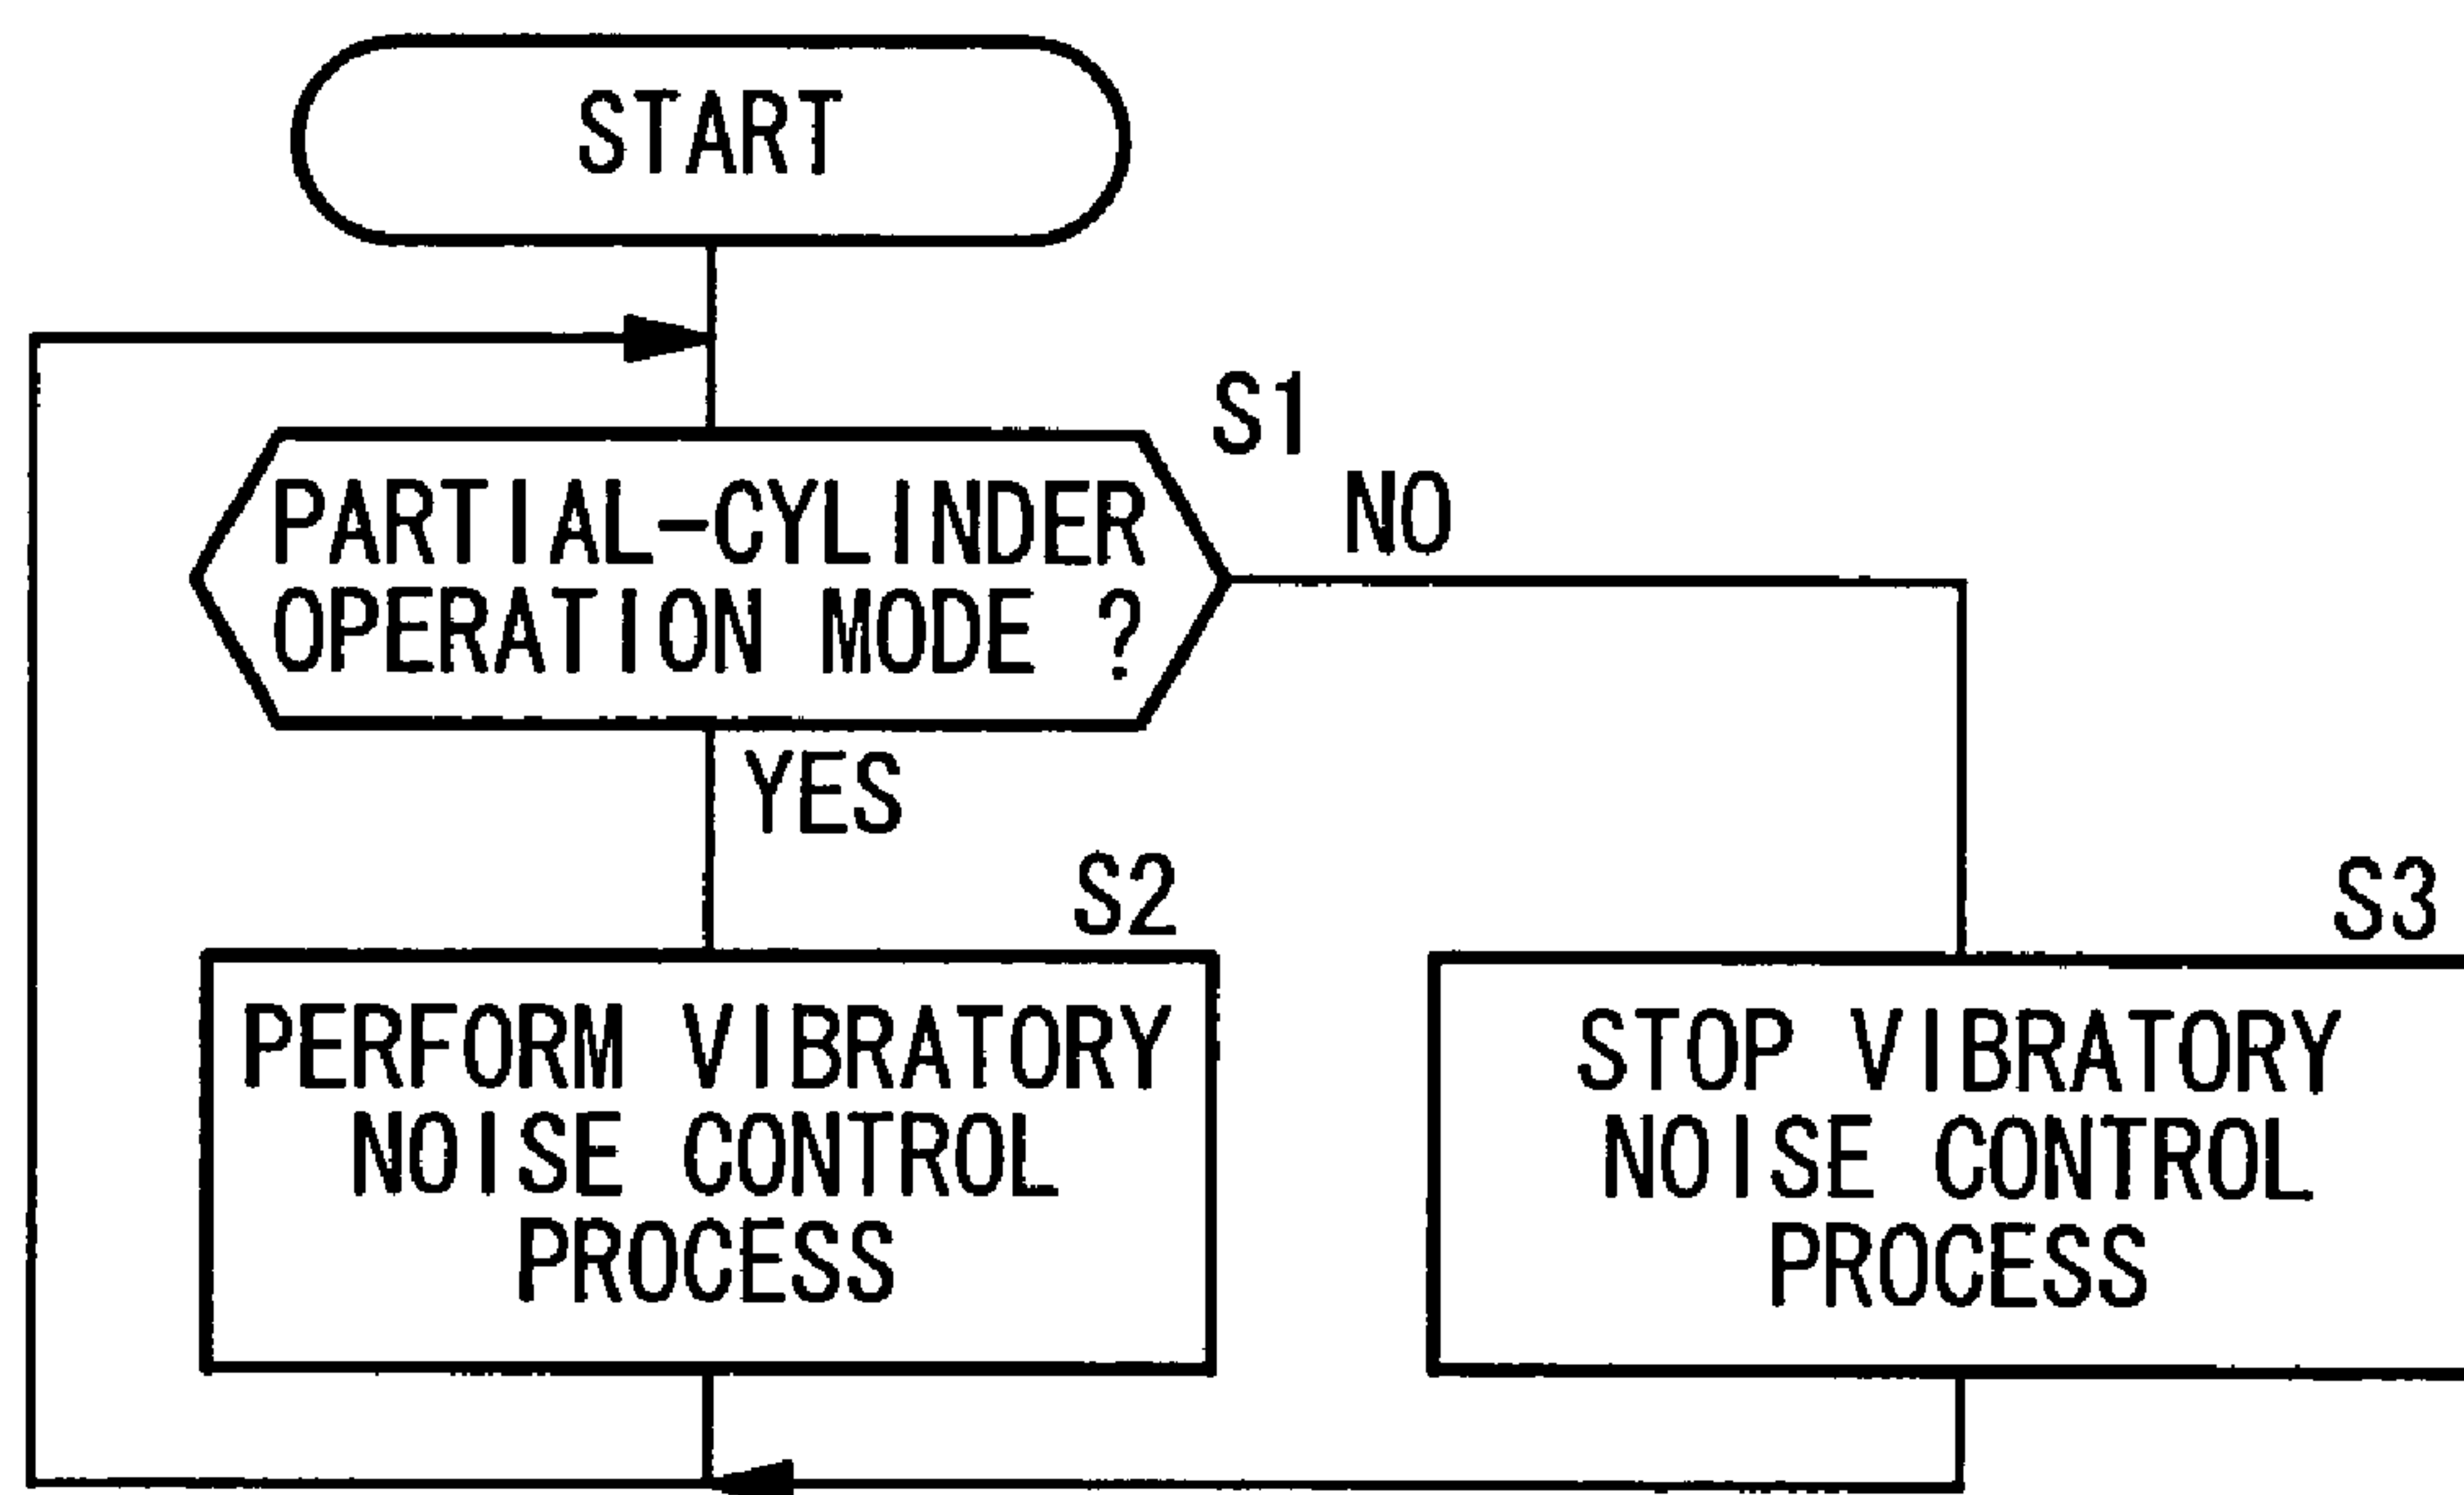 START
S1
NO
PARTIAL-CYLINDER
OPERATION MODE ?
YES
S2
PERFORM VIBRATORY
NOISE CONTROL
PROCESS
S3
STOP VIBRATORY
NOISE CONTROL
PROCESS